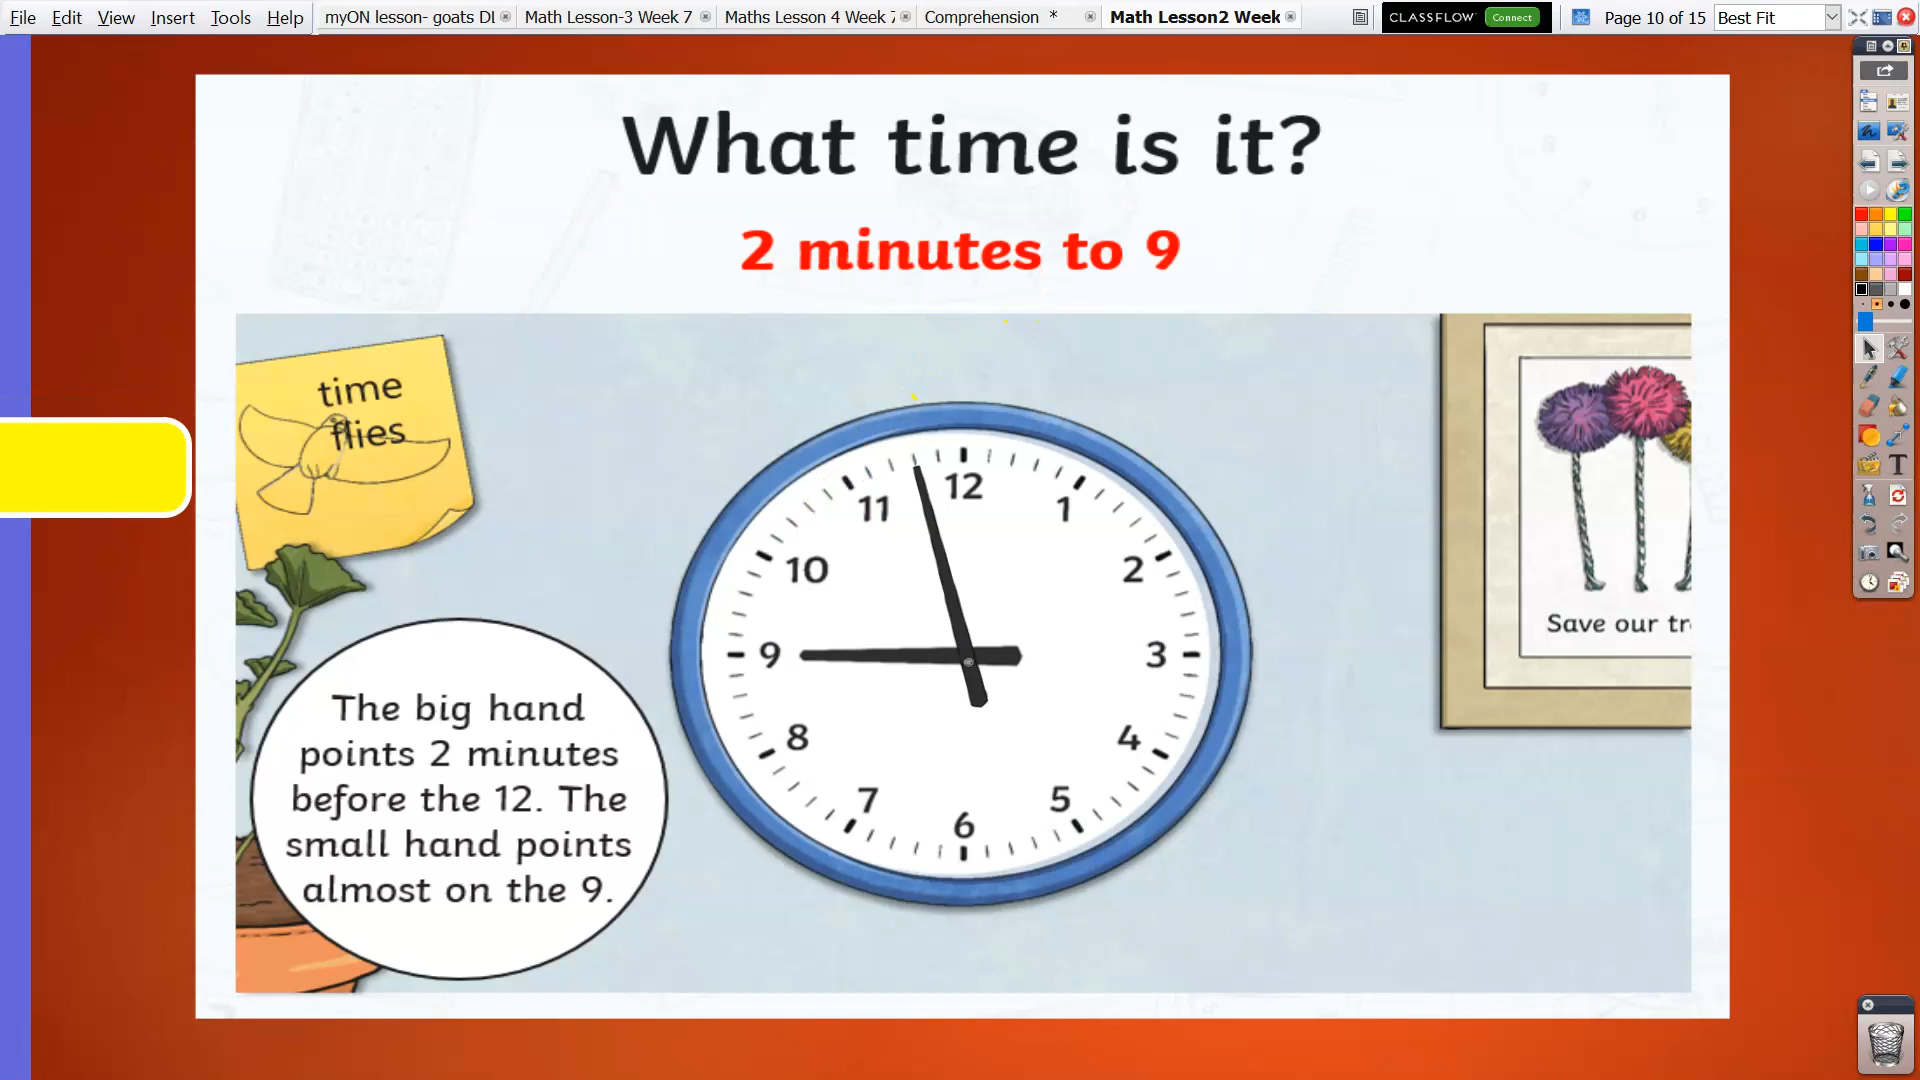 File Edit View Insert Tools Help
myON lesson- goats DL
Math Lesson-3 Week 7
Maths Lesson 4 Week 7
Comprehension *
Math Lesson2 Week
CLASSFLOW Connect
Page 10 of 15
Best Fit
What time is it?
2 minutes to 9
time
flies
The big hand
points 2 minutes
before the 12. The
small hand points
almost on the 9.
12
1
2
3
4
5
6
7
8
9
10
11
Save our tr
T